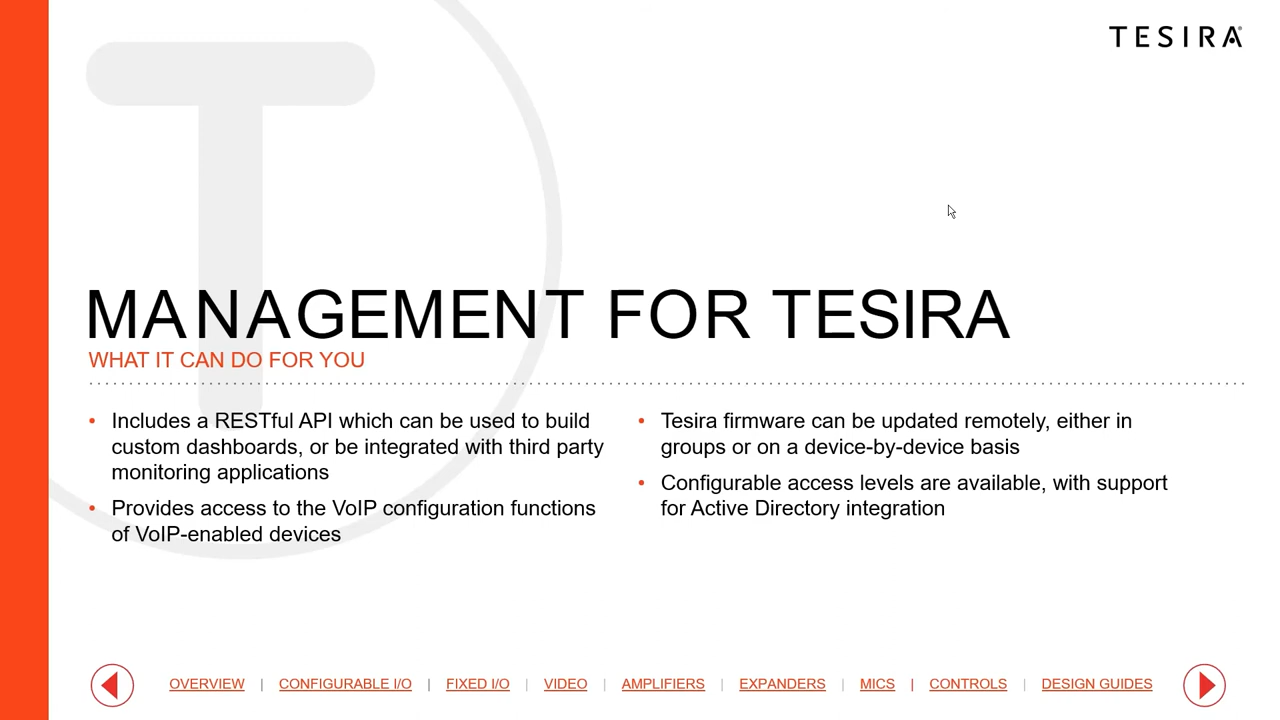 TESIRA
MANAGEMENT FOR TESIRA
WHAT IT CAN DO FOR YOU
• Includes a RESTful API which can be used to build
custom dashboards, or be integrated with third party
monitoring applications
• Provides access to the VoIP configuration functions
of VoIP-enabled devices
• Tesira firmware can be updated remotely, either in
groups or on a device-by-device basis
• Configurable access levels are available, with support
for Active Directory integration
OVERVIEW | CONFIGURABLE I/O | FIXED I/O | VIDEO | AMPLIFIERS | EXPANDERS | MICS | CONTROLS | DESIGN GUIDES